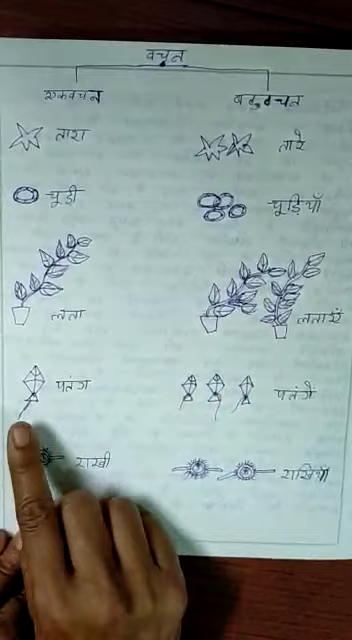 वचन
एकवचन बहुवचन
तारा तारे
चूड़ी चूड़ियाँ
लता लताएं
पतंग पतंगें
राखी राखियाँ